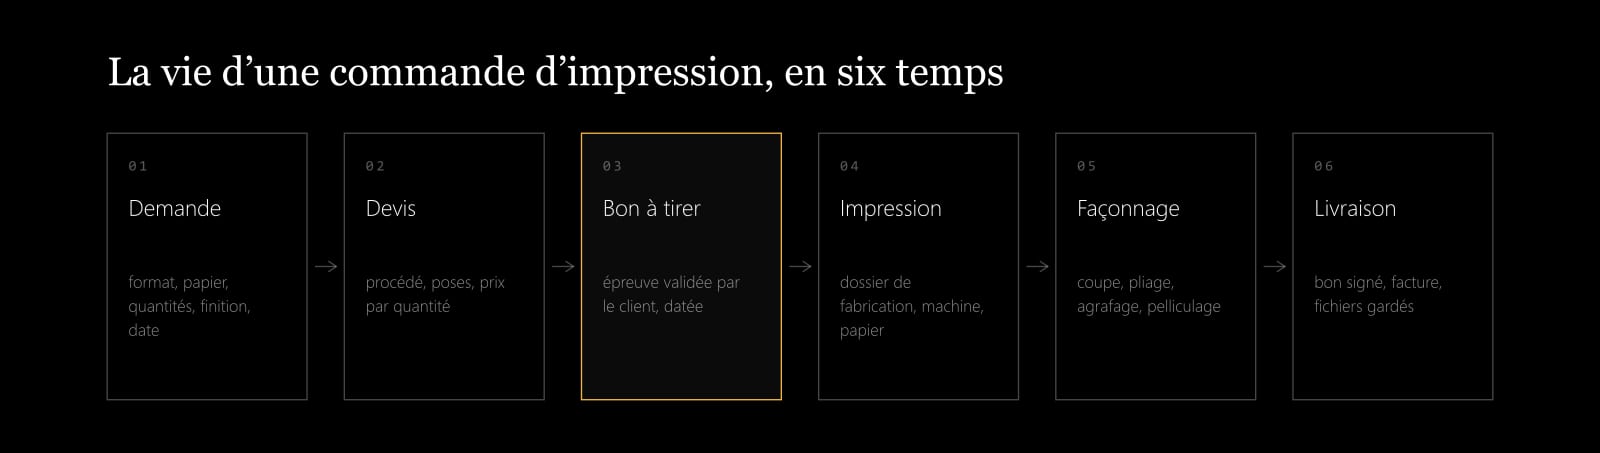 La vie d’une commande d’impression, en six temps
01
Demande
format, papier,
quantités, finition,
date
02
Devis
procédé, poses, prix
par quantité
03
Bon à tirer
épreuve validée par
le client, datée
04
Impression
dossier de
fabrication, machine,
papier
05
Façonnage
coupe, pliage,
agrafage, pelliculage
06
Livraison
bon signé, facture,
fichiers gardés